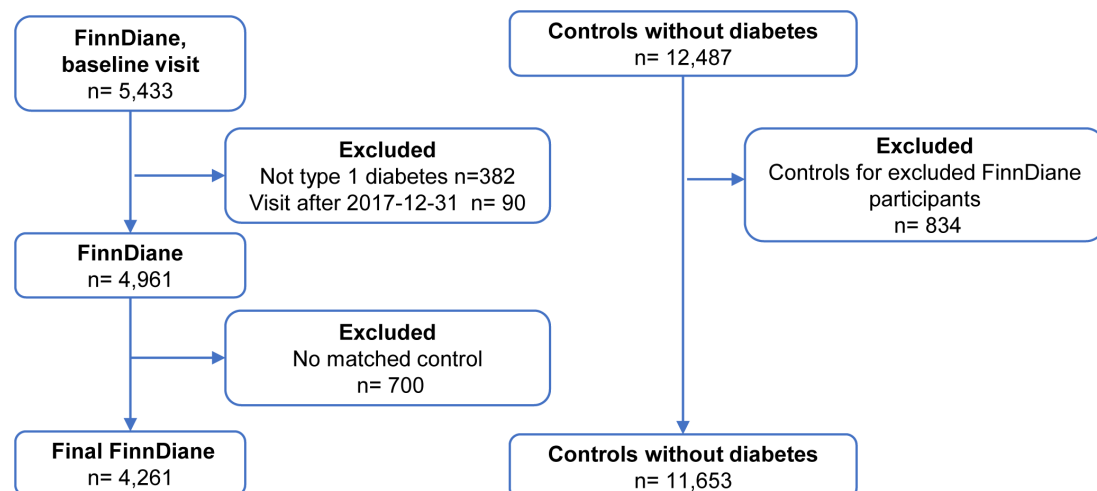 FinnDiane,
baseline visit
n= 5,433
Excluded
Not type 1 diabetes n=382
Visit after 2017-12-31  n= 90
FinnDiane
n= 4,961
Excluded
No matched control
n= 700
Final FinnDiane
n= 4,261
Controls without diabetes
n= 12,487
Excluded
Controls for excluded FinnDiane
participants
n= 834
Controls without diabetes
n= 11,653